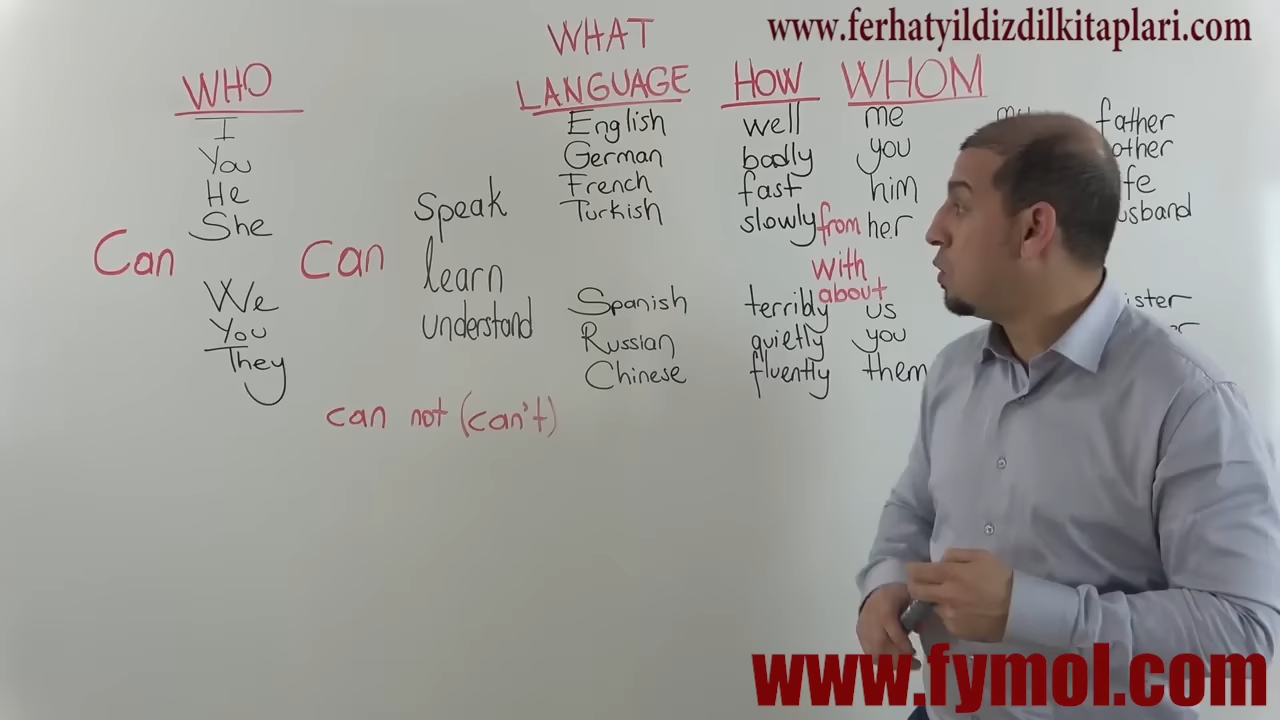 www.ferhatyildizdilkitaplari.com
WHAT
WHO LANGUAGE HOW WHOM
I English well me father
You German badly you
He French fast him
She speak Turkish slowly from her
Can Can with
learn about
We Spanish terribly us
You understand Russian quietly you
They Chinese fluently them
can not (can't)
www.fymol.com